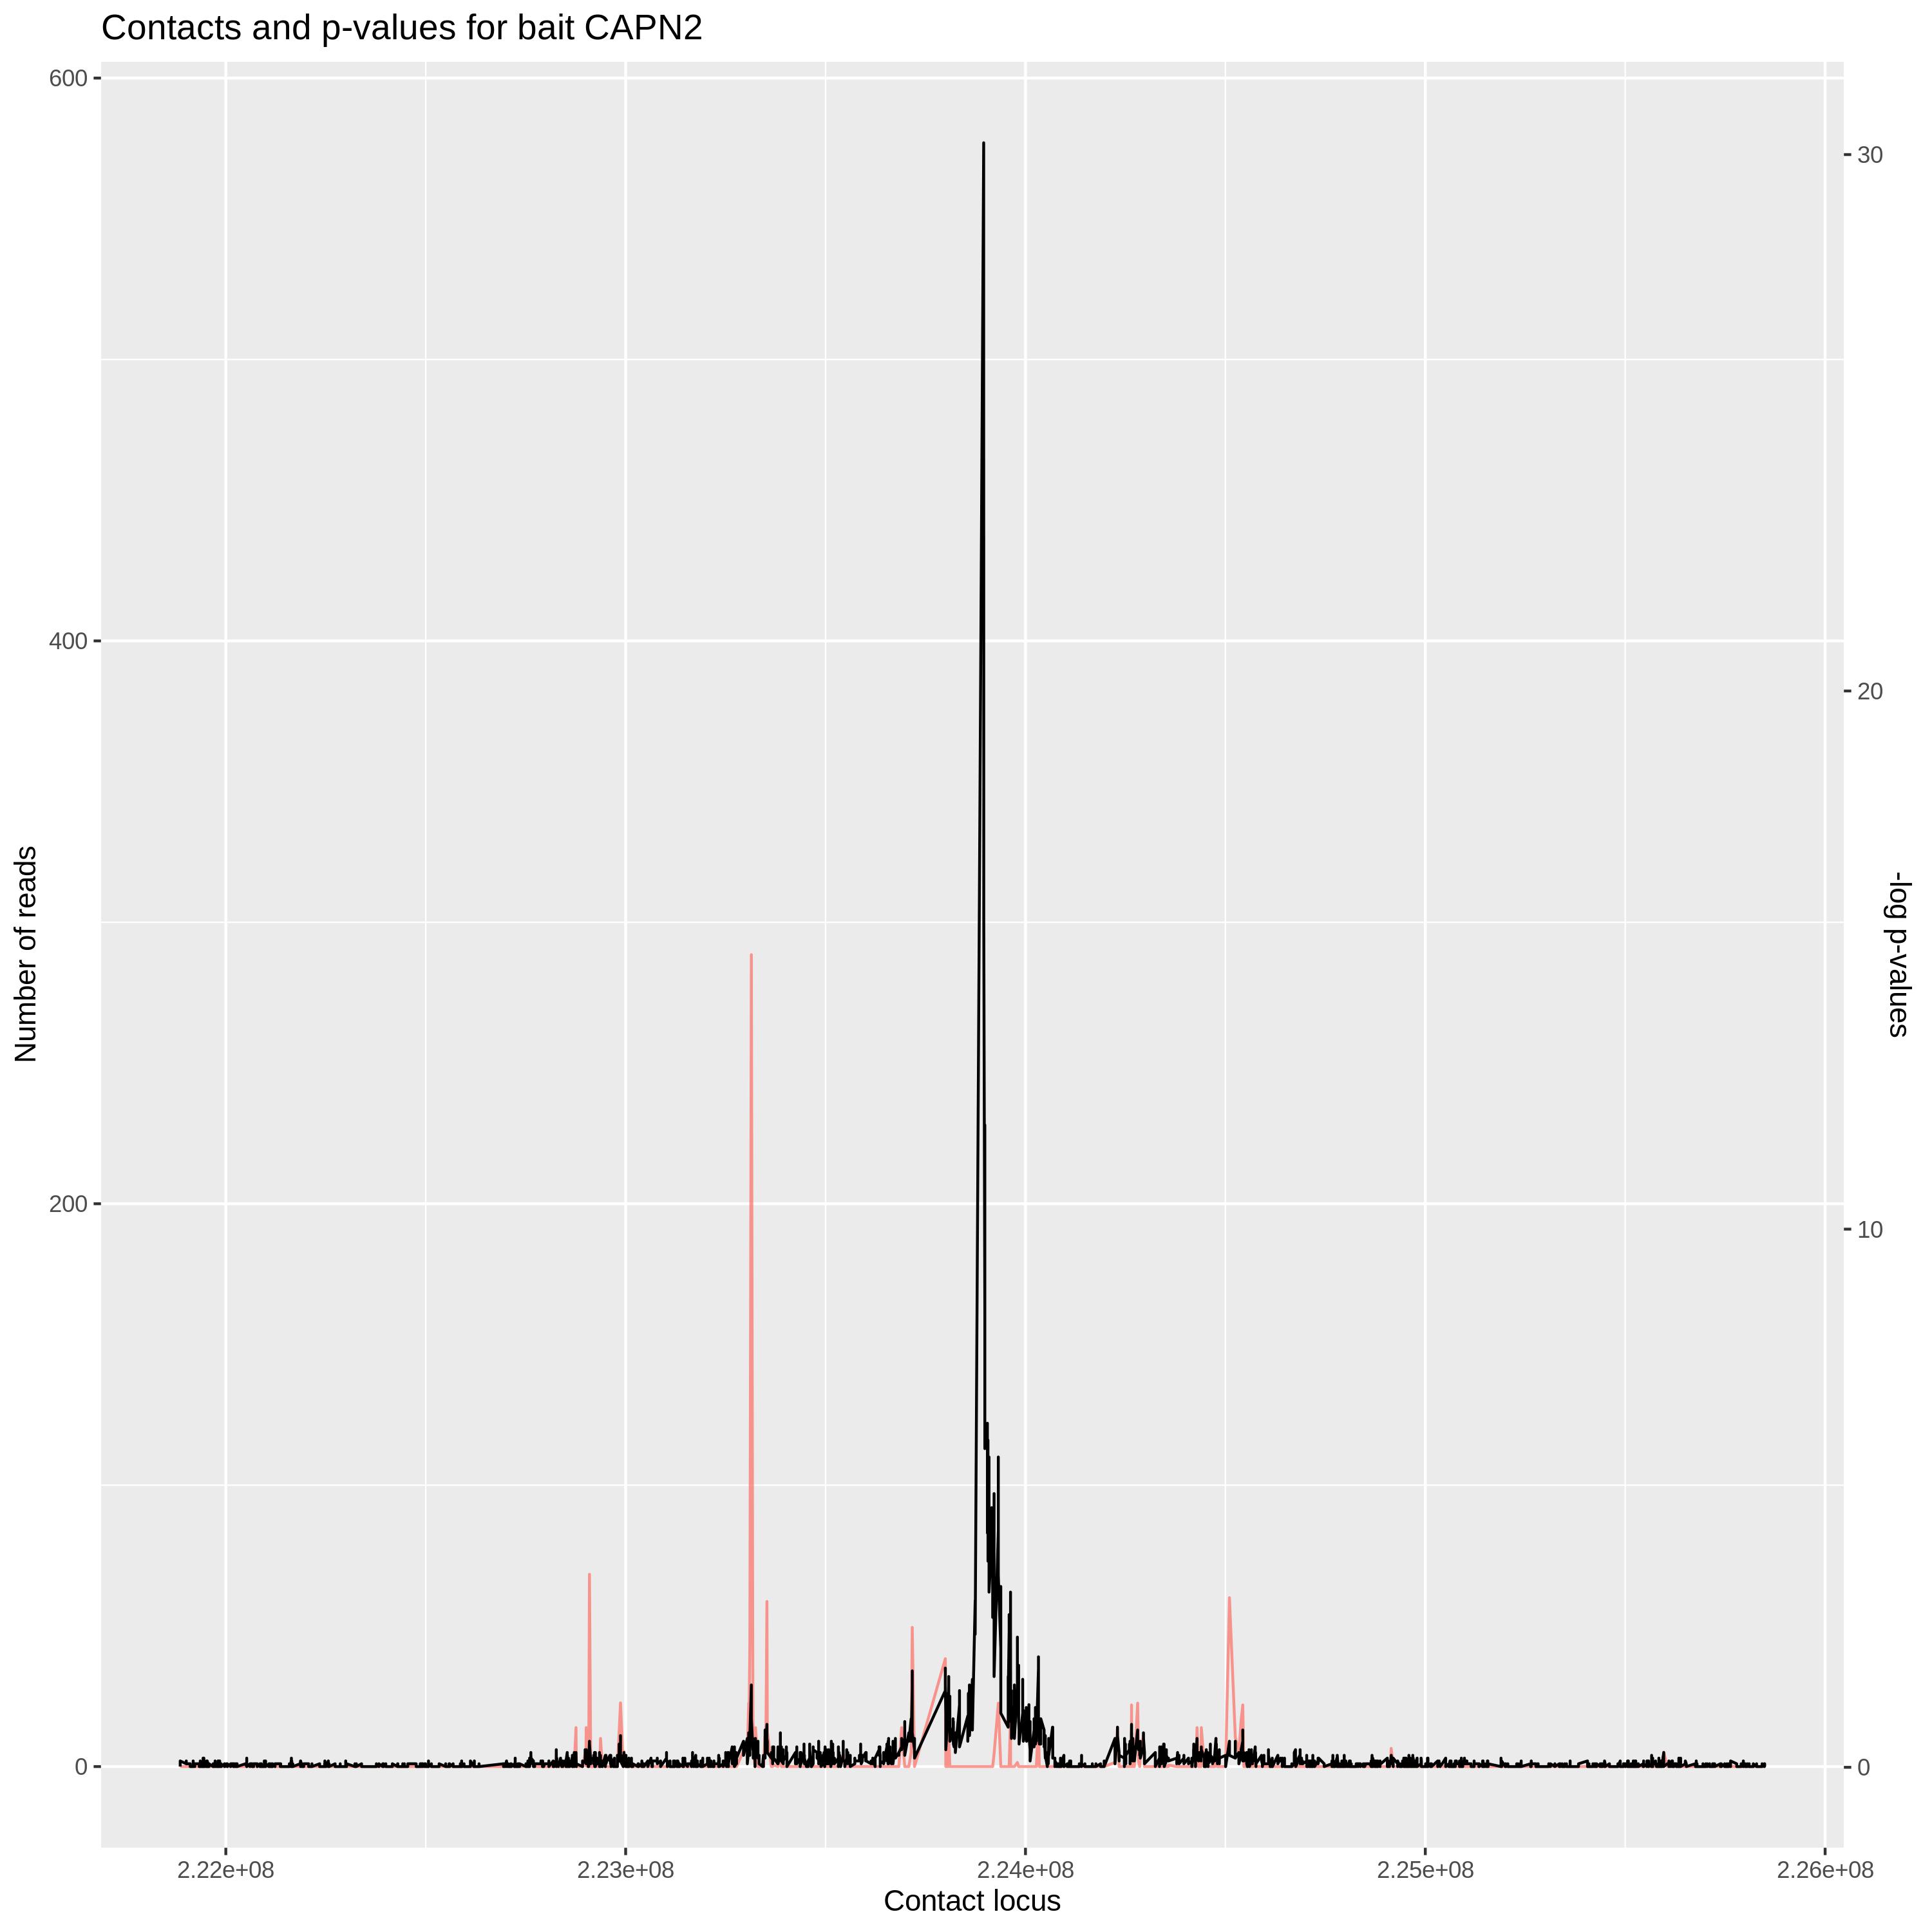 Contacts and p-values for bait CAPN2
600
400
200
0
30
20
10
0
Number of reads
-log p-values
2.22e+08
2.23e+08
2.24e+08
2.25e+08
2.26e+08
Contact locus